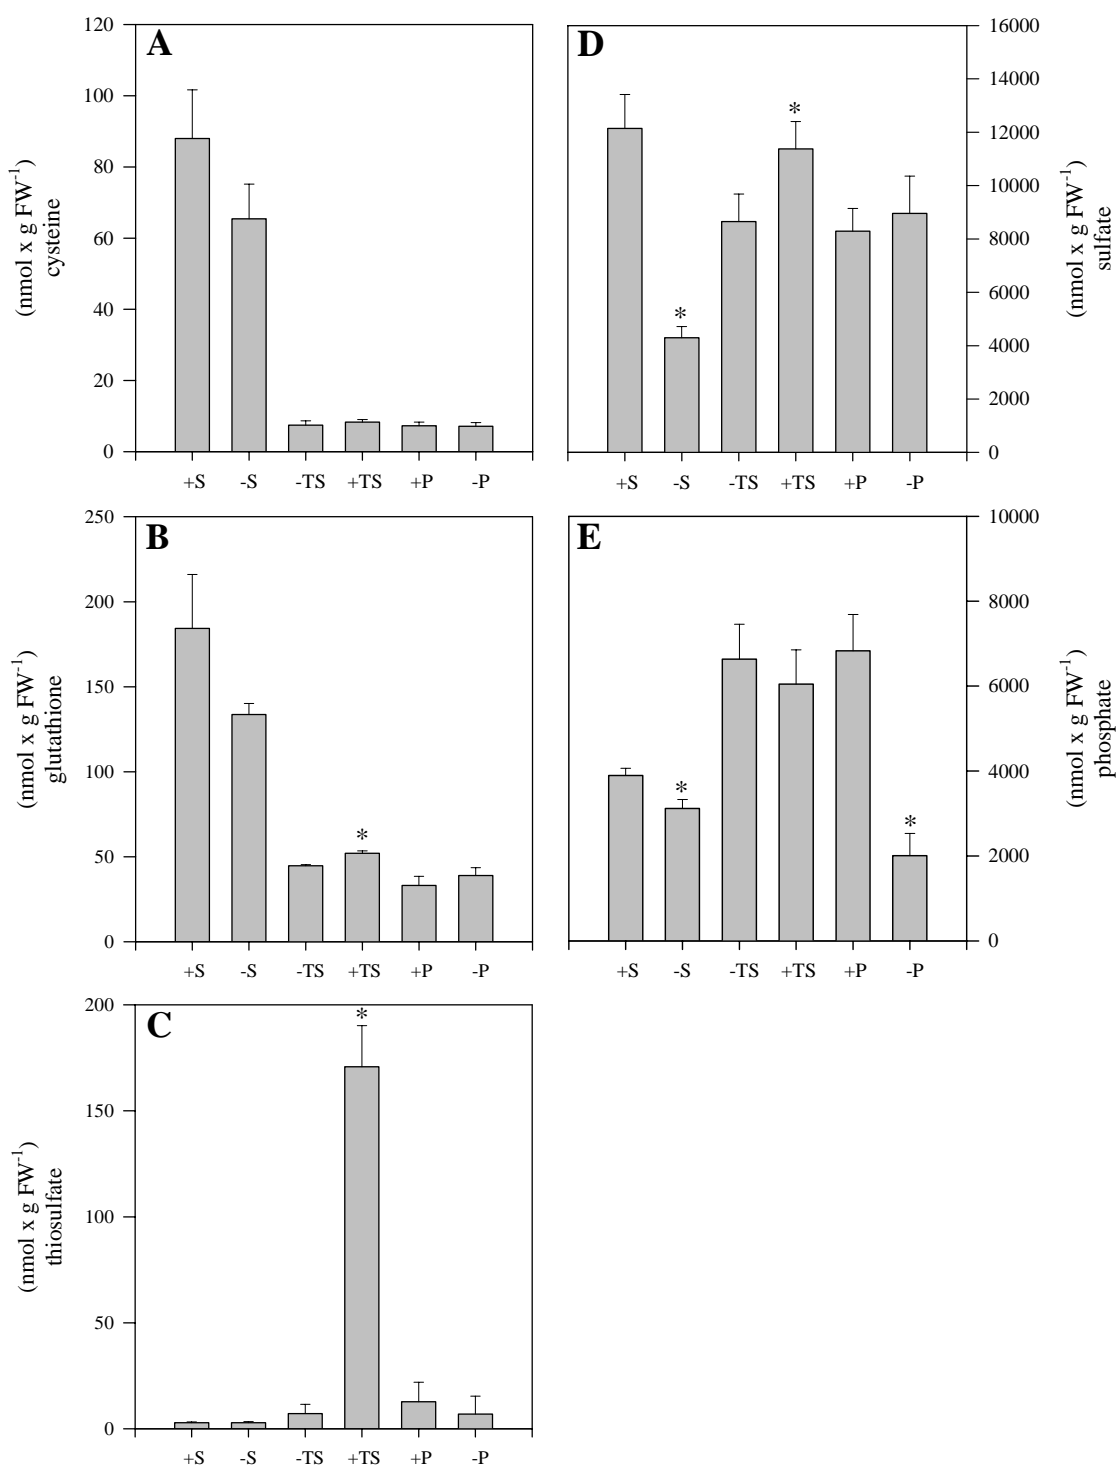 A
120
100
80
60
40
20
0
(nmol x g FW⁻¹)
cysteine
+S -S -TS +TS +P -P
D
*
*
16000
14000
12000
10000
8000
6000
4000
2000
0
(nmol x g FW⁻¹)
sulfate
+S -S -TS +TS +P -P
B
250
200
150
100
50
0
(nmol x g FW⁻¹)
glutathione
*
+S -S -TS +TS +P -P
E
*
*
10000
8000
6000
4000
2000
0
(nmol x g FW⁻¹)
phosphate
+S -S -TS +TS +P -P
C
200
150
100
50
0
(nmol x g FW⁻¹)
thiosulfate
*
+S -S -TS +TS +P -P